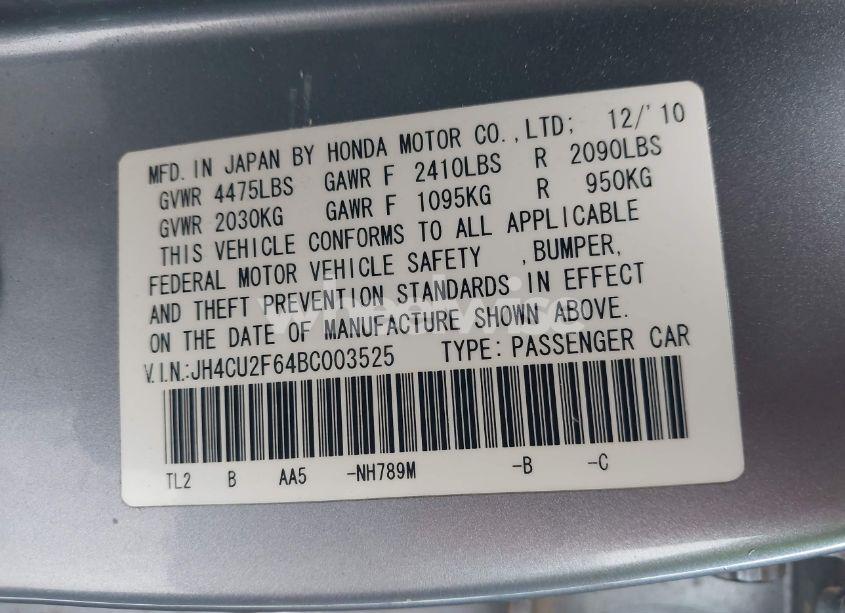 MFD. IN JAPAN BY HONDA MOTOR CO.,LTD; 12/'10
GVWR 4475LBS GAWR F 2410LBS R 2090LBS
GVWR 2030KG GAWR F 1095KG R 950KG
THIS VEHICLE CONFORMS TO ALL APPLICABLE
FEDERAL MOTOR VEHICLE SAFETY ,BUMPER,
AND THEFT PREVENTION STANDARDS IN EFFECT
ON THE DATE OF MANUFACTURE SHOWN ABOVE.
V.I.N.:JH4CU2F64BC003525 TYPE:PASSENGER CAR
TL2 B AA5 -NH789M -B -C